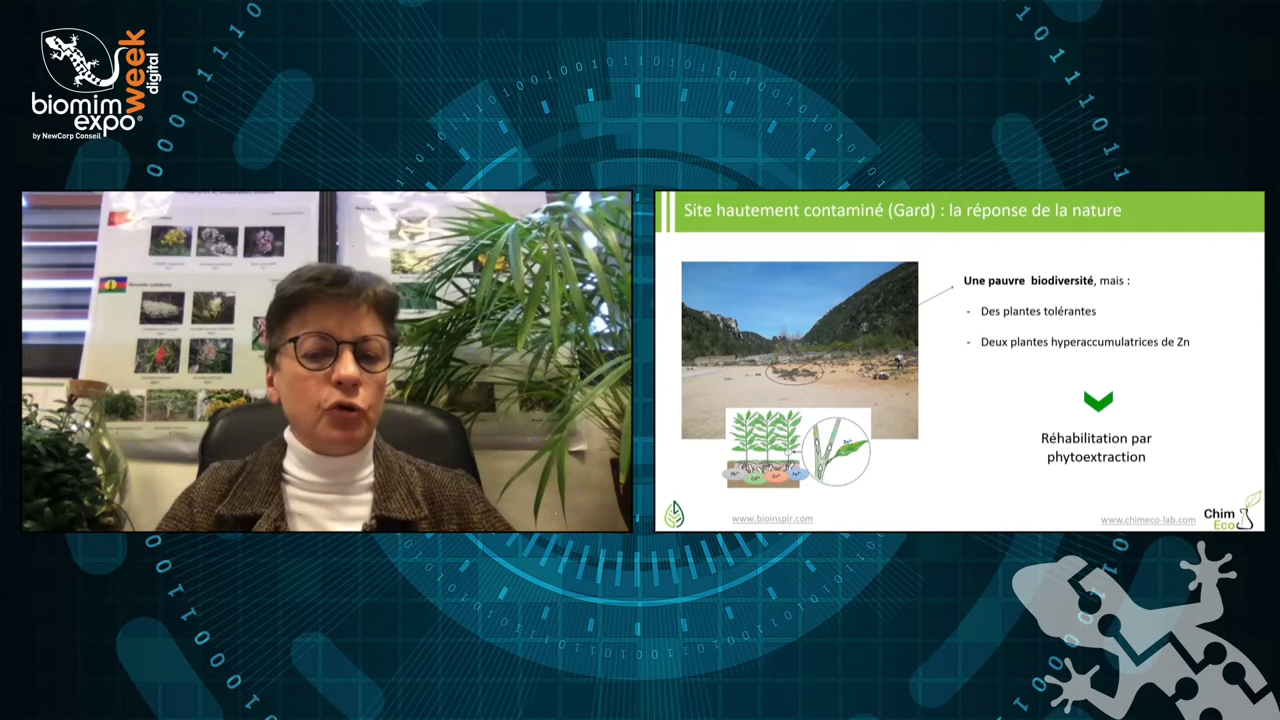 biomim
expo®
week
digital
by NewCorp Conseil
Nouvelle calédonie
Site hautement contaminé (Gard) : la réponse de la nature
Une pauvre biodiversité, mais :
- Des plantes tolérantes
- Deux plantes hyperaccumulatrices de Zn
Réhabilitation par
phytoextraction
www.bioinspir.com
www.chimeco-lab.com
Chim
Eco